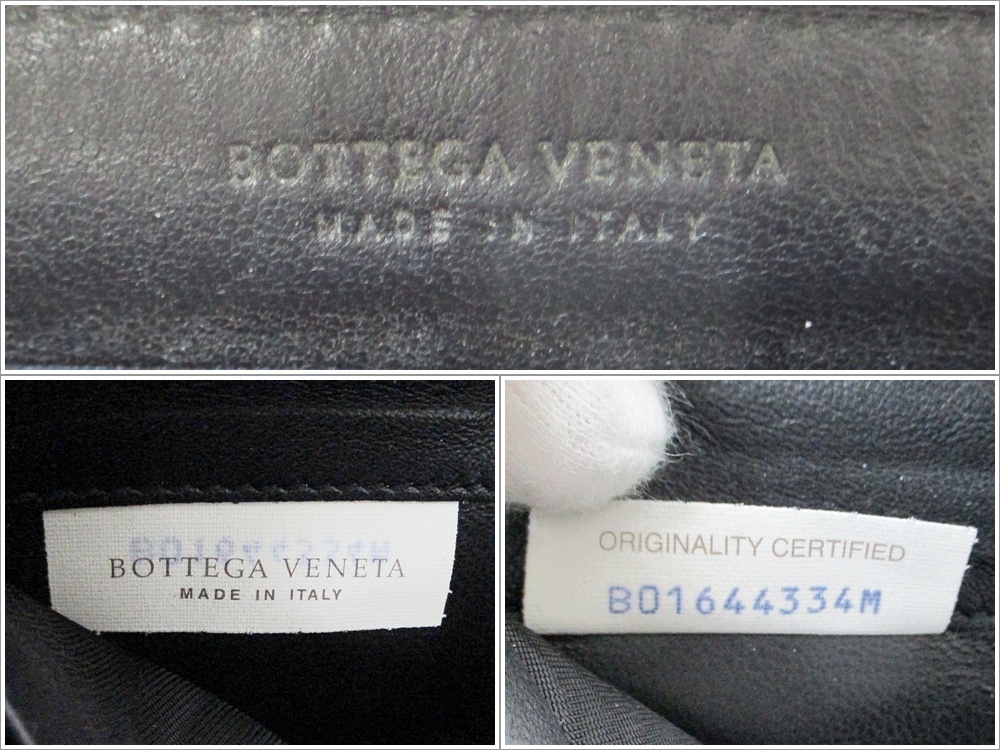 BOTTEGA VENETA
MADE IN ITALY
BOTTEGA VENETA
MADE IN ITALY
ORIGINALITY CERTIFIED
B01644334M